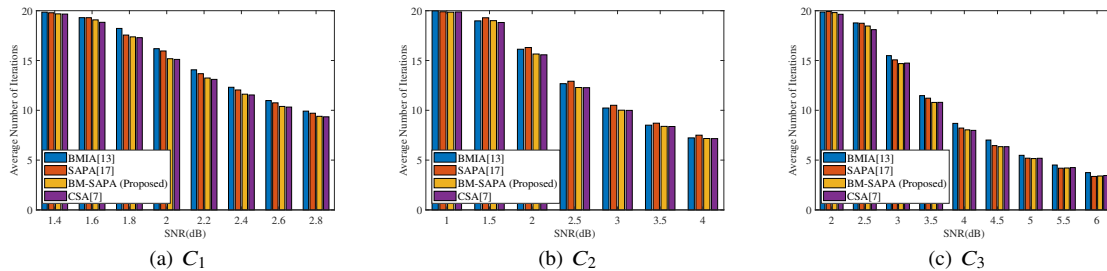 20
15
10
5
0
Average Number of Iterations
BMIA[13]
SAPA[17]
BM-SAPA (Proposed)
CSA[7]
1.4 1.6 1.8 2 2.2 2.4 2.6 2.8
SNR(dB)
(a) C1
20
15
10
5
0
Average Number of Iterations
BMIA[13]
SAPA[17]
BM-SAPA (Proposed)
CSA[7]
1 1.5 2 2.5 3 3.5 4
SNR(dB)
(b) C2
20
15
10
5
0
Average Number of Iterations
BMIA[13]
SAPA[17]
BM-SAPA (Proposed)
CSA[7]
2 2.5 3 3.5 4 4.5 5 5.5 6
SNR(dB)
(c) C3